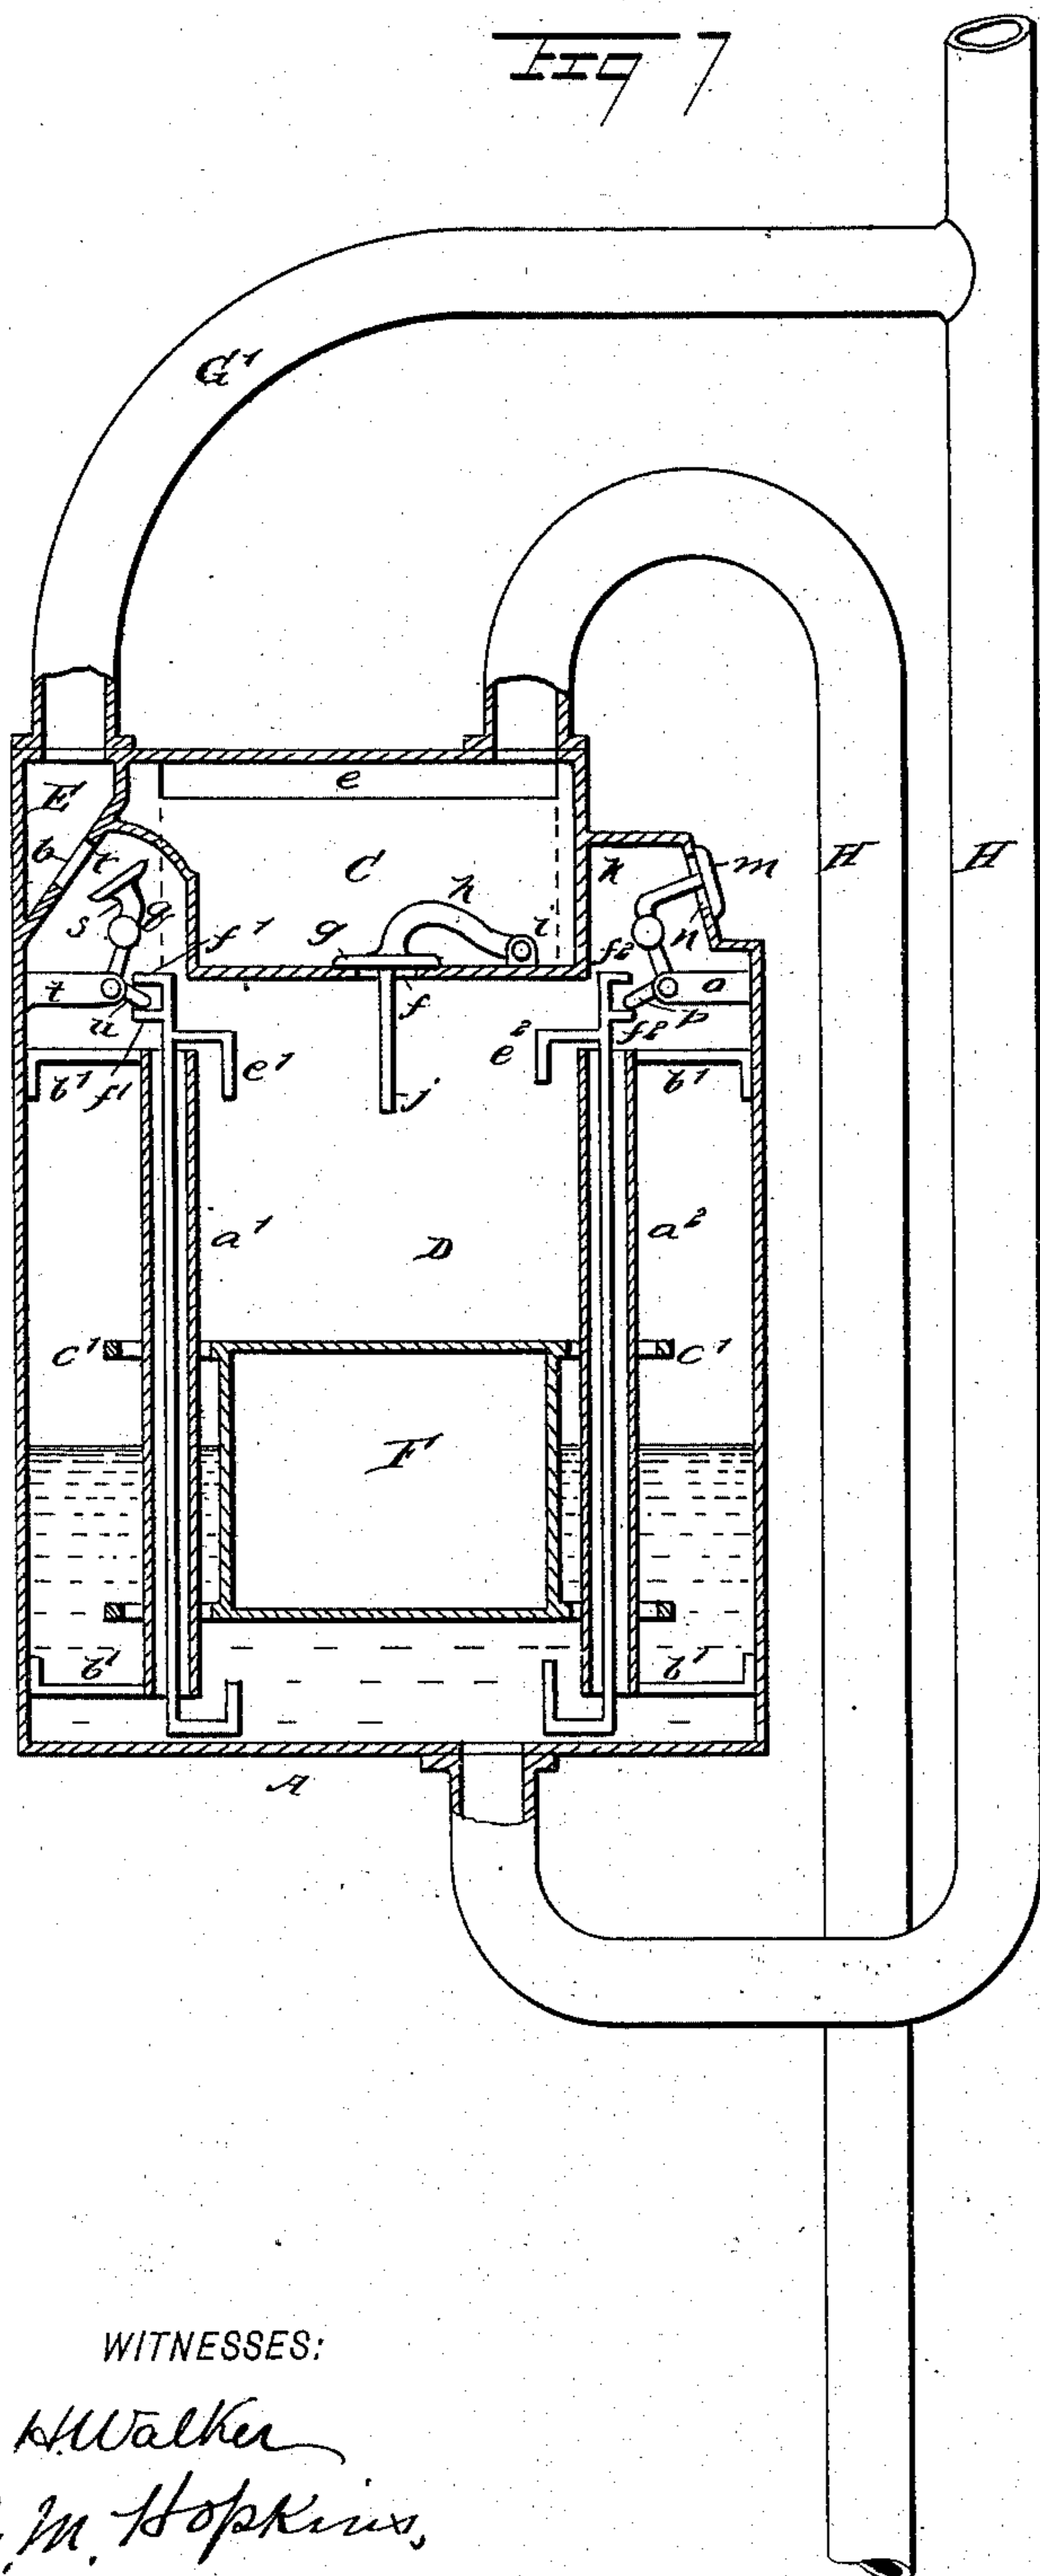 Fig 7
G¹
e
E
C
k
m
H
H
b
r
h
s
q
g
i
n
f¹
f
f²
t
o
u
p
e²
f²
e¹
j
b¹
f¹
b¹
a¹
D
a²
c¹
c¹
F
b¹
b¹
A
WITNESSES:
H. Walker
M. Hopkins,